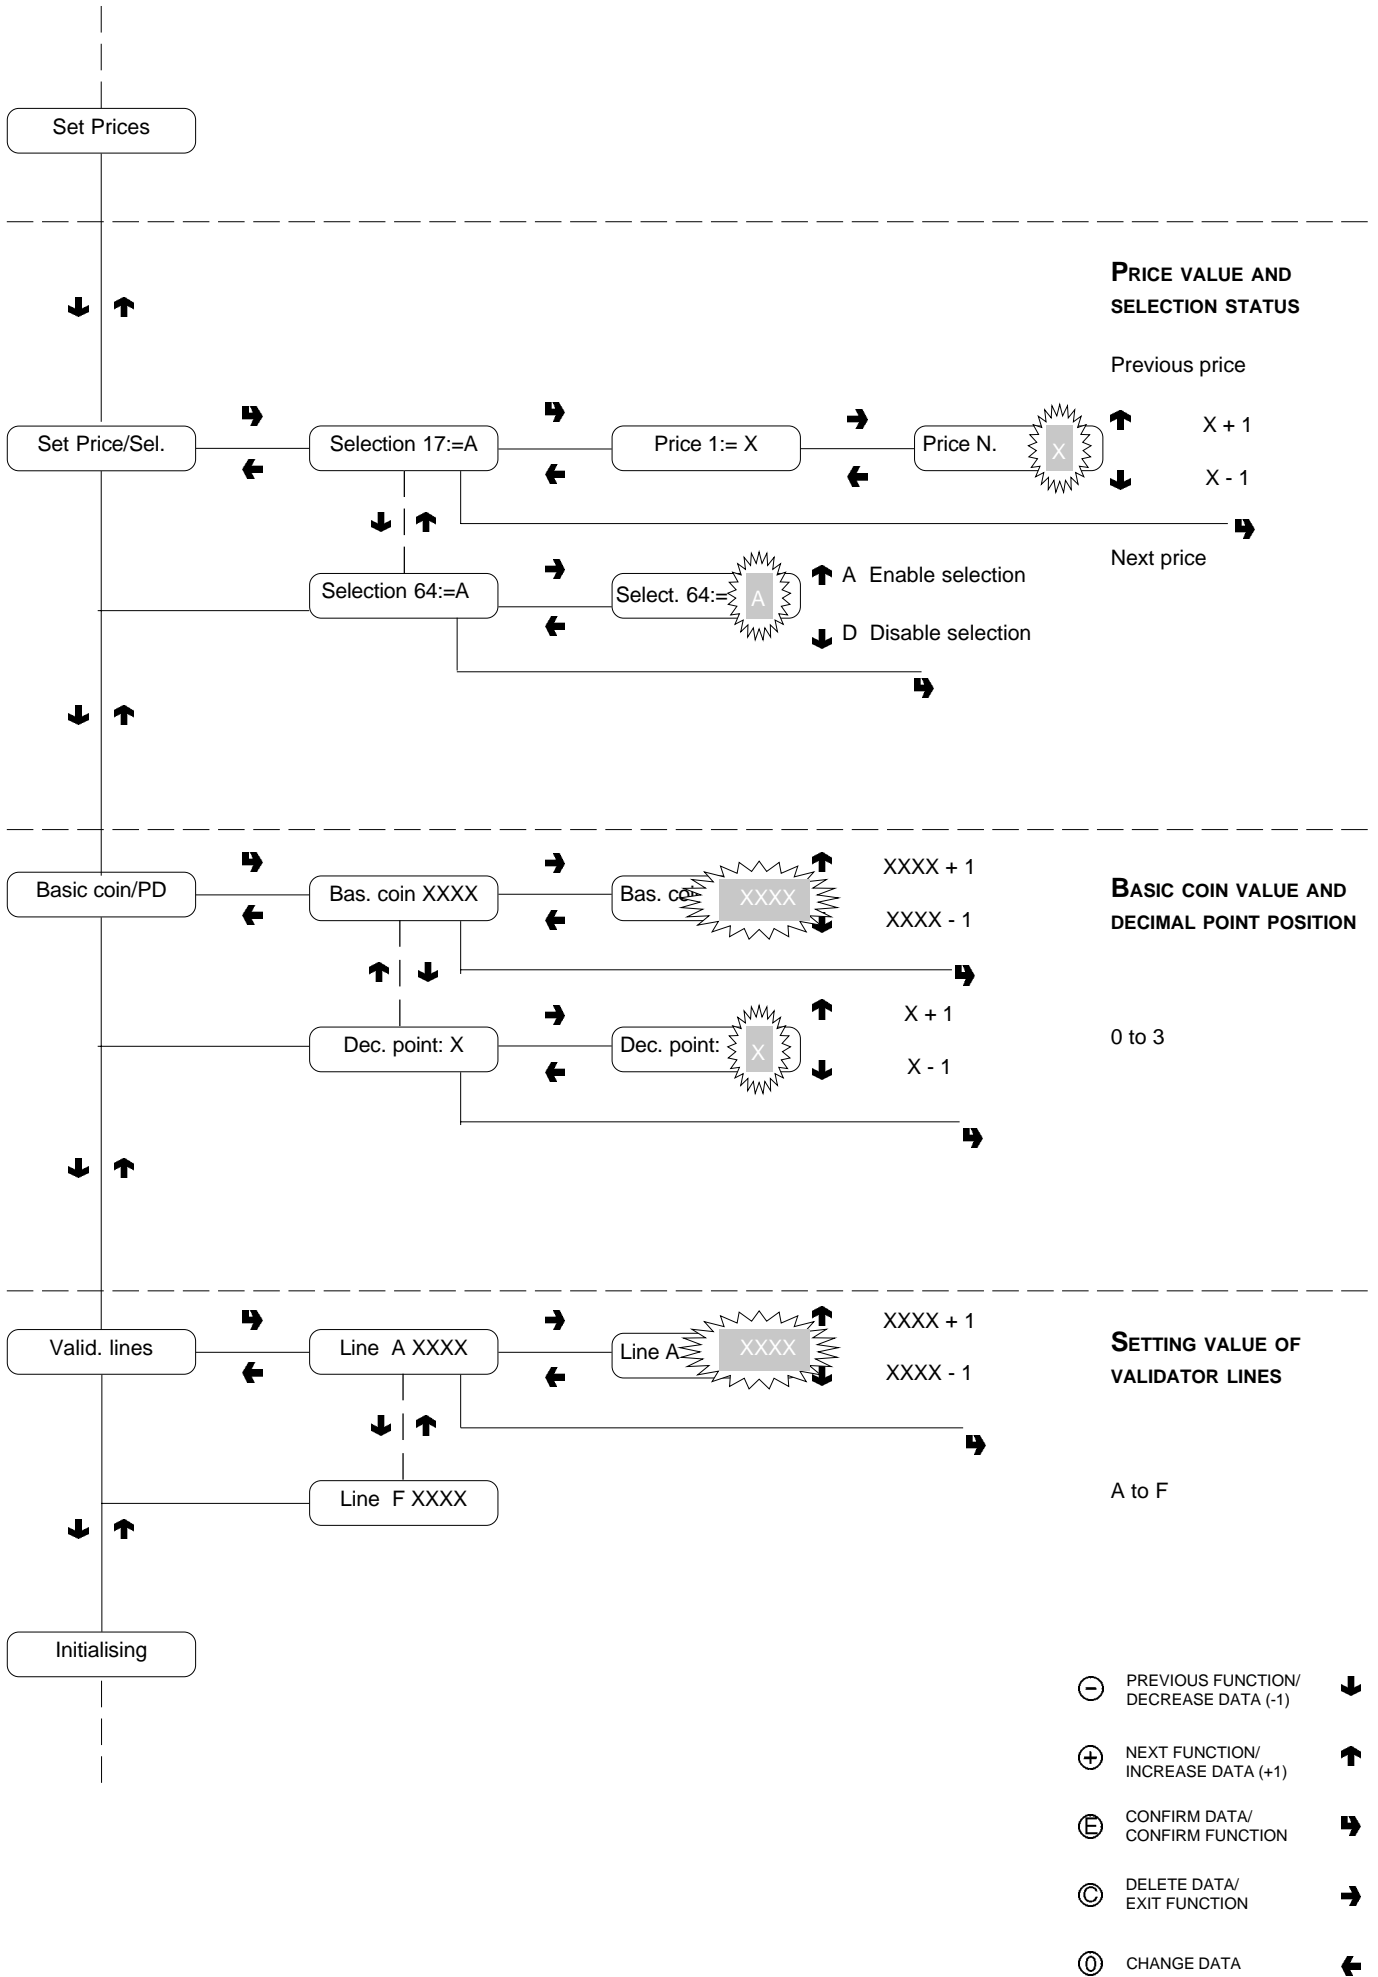 Set Prices
PRICE VALUE AND
SELECTION STATUS
Previous price
Set Price/Sel.
Selection 17:=A
Price 1:= X
Price N.
X
X + 1
X - 1
Next price
Selection 64:=A
Select. 64:=
A
A Enable selection
D Disable selection
Basic coin/PD
Bas. coin XXXX
Bas. co
XXXX
XXXX + 1
XXXX - 1
BASIC COIN VALUE AND
DECIMAL POINT POSITION
Dec. point: X
Dec. point:
X
X + 1
X - 1
0 to 3
Valid. lines
Line A XXXX
Line A
XXXX
XXXX + 1
XXXX - 1
SETTING VALUE OF
VALIDATOR LINES
Line F XXXX
A to F
Initialising
- PREVIOUS FUNCTION/
DECREASE DATA (-1)
+ NEXT FUNCTION/
INCREASE DATA (+1)
E CONFIRM DATA/
CONFIRM FUNCTION
C DELETE DATA/
EXIT FUNCTION
0 CHANGE DATA